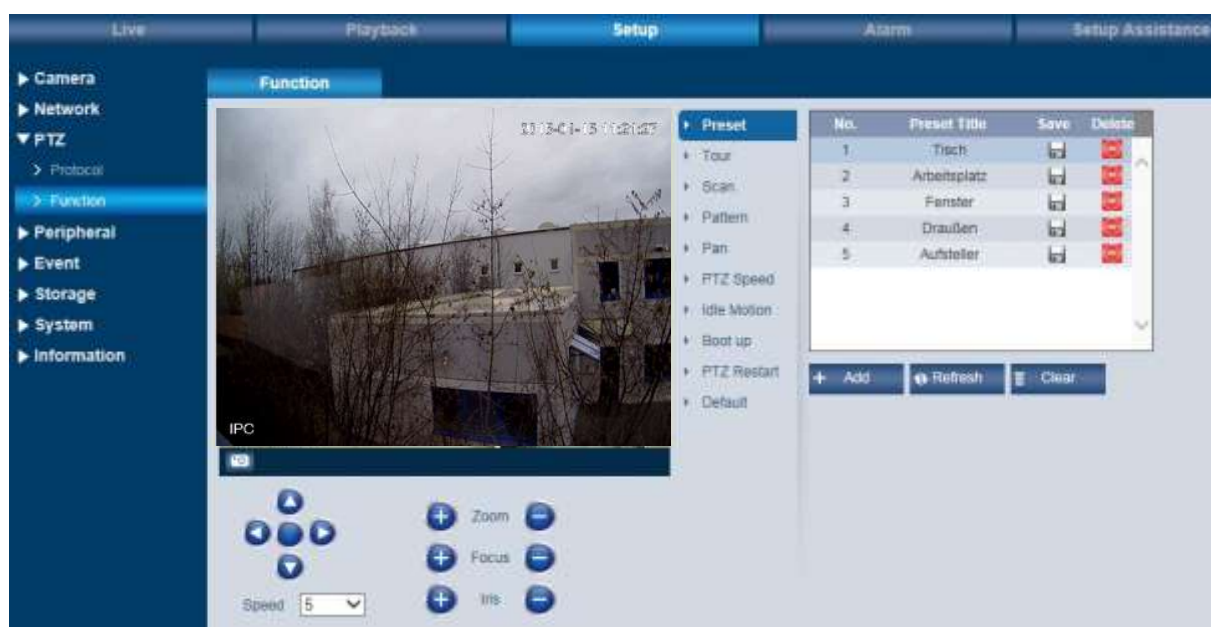 Live Playback Setup Alarm Setup Assistance
Camera
Network
PTZ
Protocol
Function
Peripheral
Event
Storage
System
Information
Function
IPC
Preset
Tour
Scan
Pattern
Pan
PTZ Speed
Idle Motion
Boot up
PTZ Restart
Default
No. Preset Title Save Delete
1 Tisch
2 Arbeitsplatz
3 Fenster
4 Draußen
5 Aufsteller
Add Refresh Clear
Zoom
Focus
Iris
Speed 5